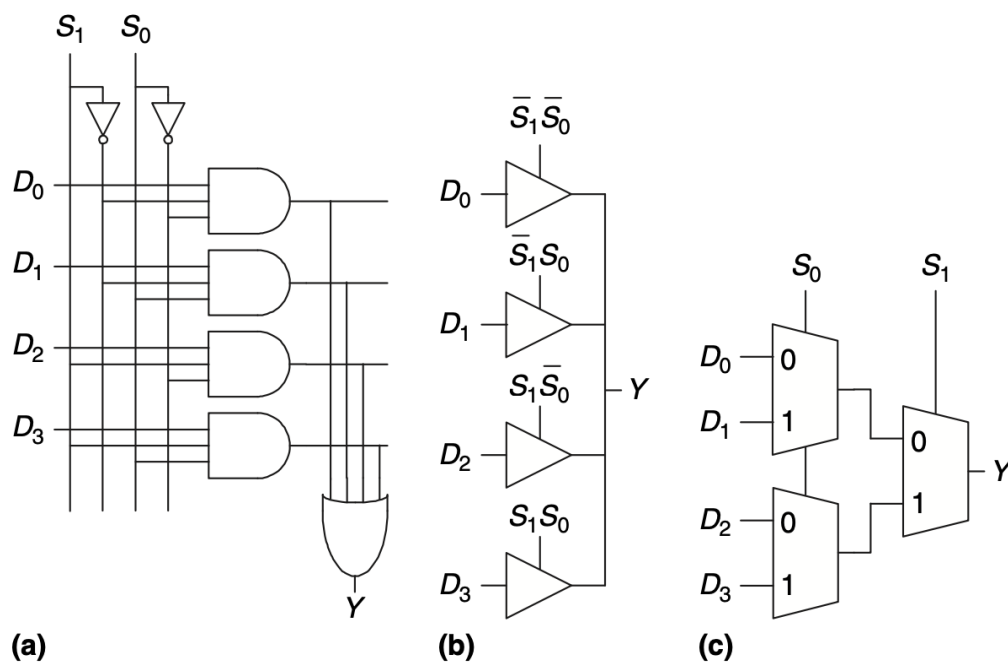 S₁ S₀
D₀
D₁
D₂
D₃
Y
(a)
S̅₁S̅₀
D₀
S̅₁S₀
D₁
S₁S̅₀
D₂
S₁S₀
D₃
Y
(b)
S₀ S₁
D₀ 0
D₁ 1
0
1
Y
D₂ 0
D₃ 1
(c)